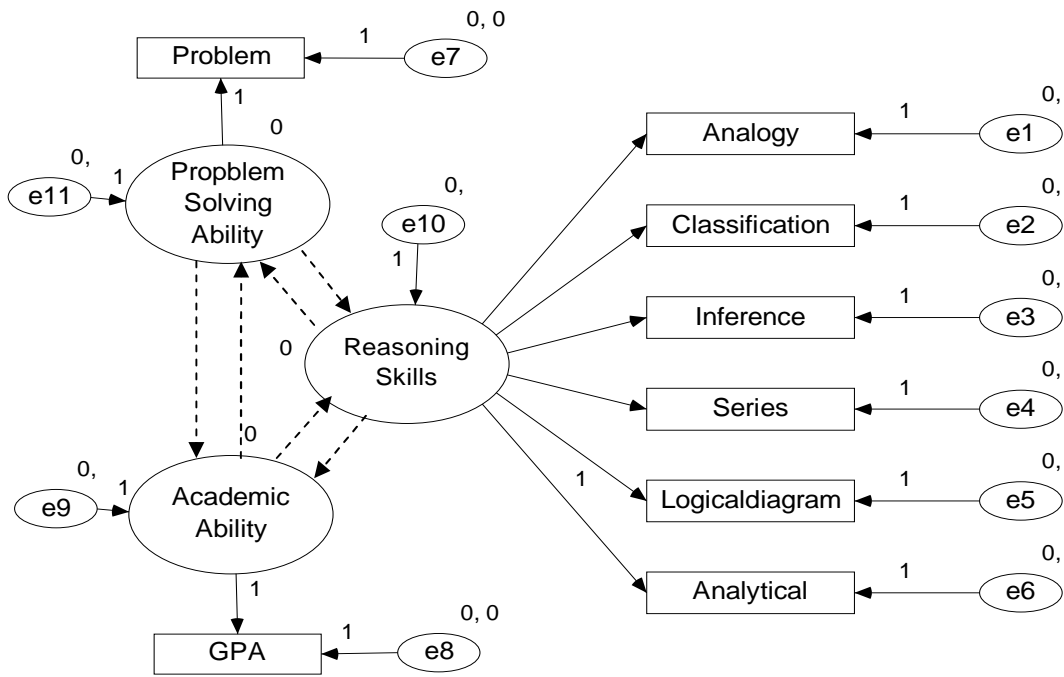 0, 0
Problem
1
e7
1
0
0,
1
e11
Propblem
Solving
Ability
0,
e10
1
0
Reasoning
Skills
0
0,
1
e9
Academic
Ability
1
0, 0
GPA
1
e8
0,
Analogy
1
e1
0,
Classification
1
e2
0,
Inference
1
e3
0,
Series
1
e4
0,
1
Logicaldiagram
1
e5
0,
Analytical
1
e6